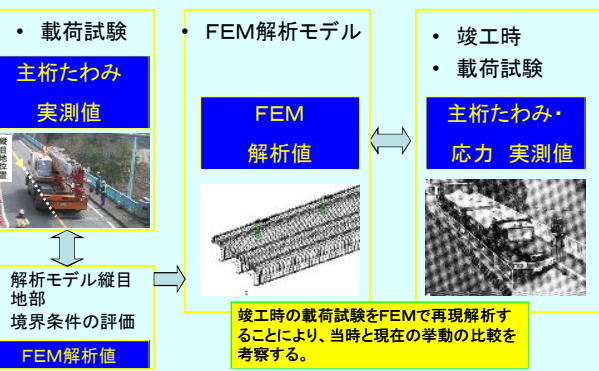 • 載荷試験
主桁たわみ
実測値
縦目地位置
解析モデル縦目
地部
境界条件の評価
FEM解析値
• FEM解析モデル
FEM
解析値
• 竣工時
• 載荷試験
主桁たわみ・
応力 実測値
竣工時の載荷試験をFEMで再現解析す
ることにより、当時と現在の挙動の比較を
考察する。